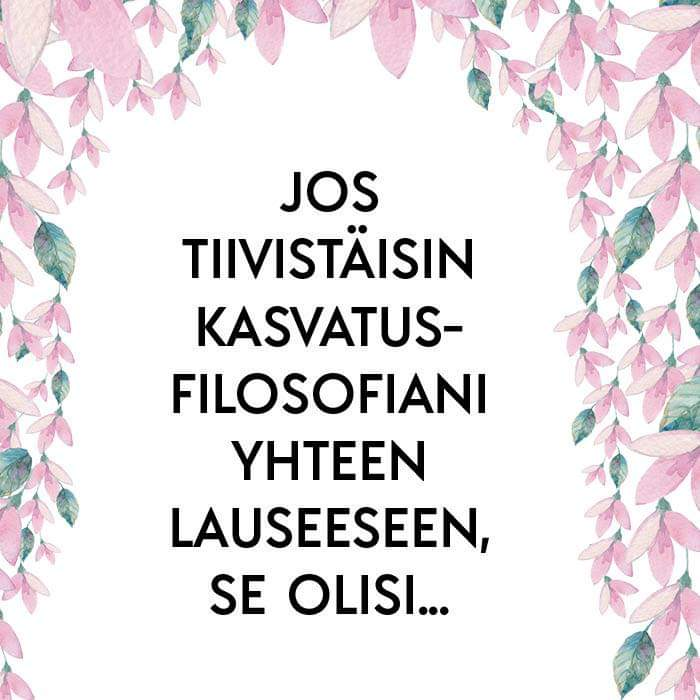 JOS
TIIVISTÄISIN
KASVATUS-
FILOSOFIANI
YHTEEN
LAUSEESEEN,
SE OLISI...